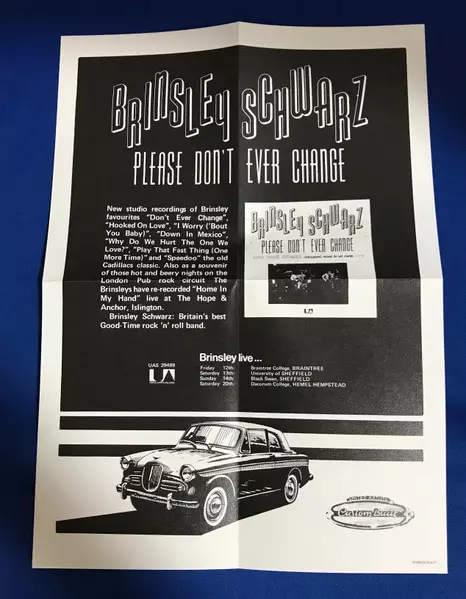 BRINSLEY SCHWARZ
PLEASE DON'T EVER CHANGE
New studio recordings of Brinsley
favourites "Don't Ever Change",
"Hooked On Love", "I Worry ('Bout
You Baby)", "Down In Mexico",
"Why Do We Hurt The One We
Love?", "Play That Fast Thing (One
More Time)" and "Speedoo" the old
Cadillacs classic. Also as a souvenir
of those hot and beery nights on the
London Pub rock circuit The
Brinsleys have re-recorded "Home In
My Hand" live at The Hope &
Anchor, Islington.
Brinsley Schwarz: Britain's best
Good-Time rock 'n' roll band.
BRINSLEY SCHWARZ
PLEASE DON'T EVER CHANGE
UA
UAS 29489
UA
Brinsley live...
Friday 12th: Braintree College, BRAINTREE
Saturday 13th: University of SHEFFIELD
Sunday 14th: Black Swan, SHEFFIELD
Saturday 20th: Dacorum College, HEMEL HEMPSTEAD
UNITED ARTISTS
Custom Built